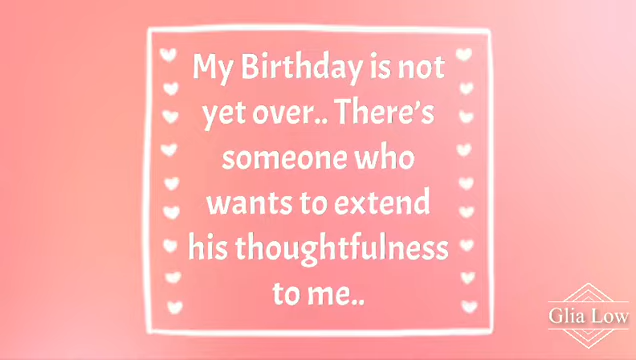 My Birthday is not
yet over.. There's
someone who
wants to extend
his thoughtfulness
to me..
Glia Low